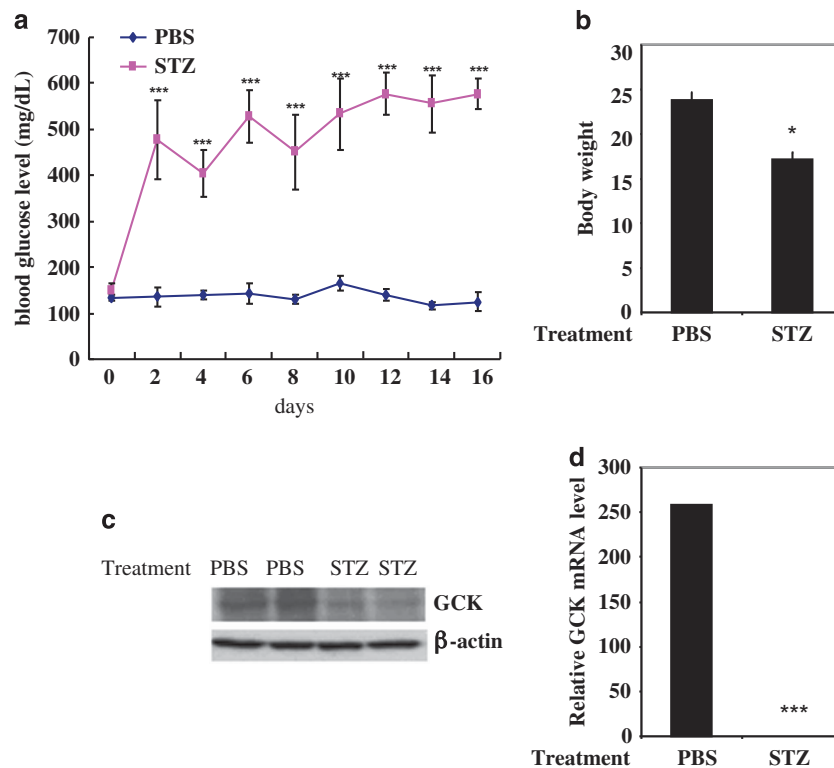 a
700
600
500
400
300
200
100
0
PBS
STZ
*** *** *** *** *** *** *** ***
blood glucose level (mg/dL)
0 2 4 6 8 10 12 14 16
days
b
30
25
20
15
10
5
0
Body weight
*
Treatment PBS STZ
c
Treatment PBS PBS STZ STZ
GCK
β-actin
d
300
250
200
150
100
50
0
Relative GCK mRNA level
***
Treatment PBS STZ